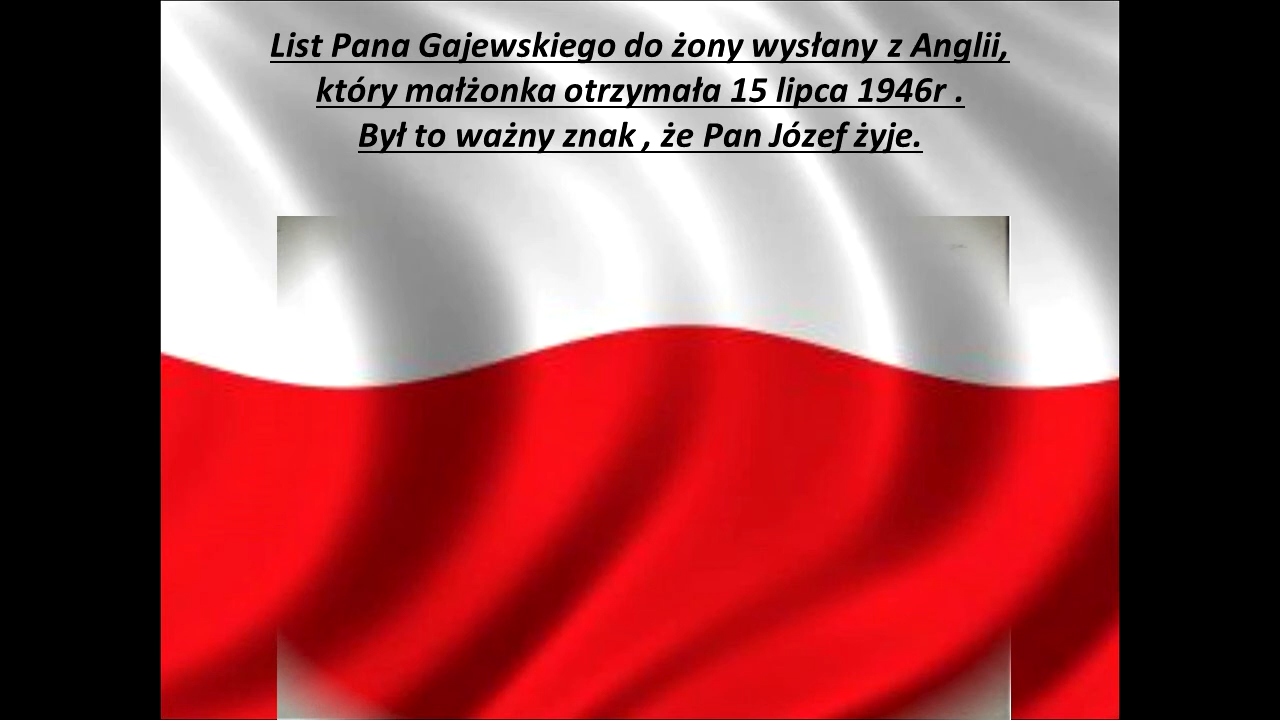 List Pana Gajewskiego do żony wysłany z Anglii,
który małżonka otrzymała 15 lipca 1946r .
Był to ważny znak , że Pan Józef żyje.